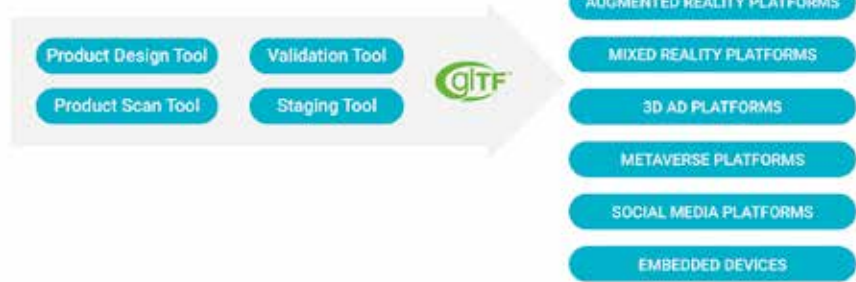 AUGMENTED REALITY PLATFORMS
Product Design Tool
Validation Tool
MIXED REALITY PLATFORMS
glTF™
Product Scan Tool
Staging Tool
3D AD PLATFORMS
METAVERSE PLATFORMS
SOCIAL MEDIA PLATFORMS
EMBEDDED DEVICES